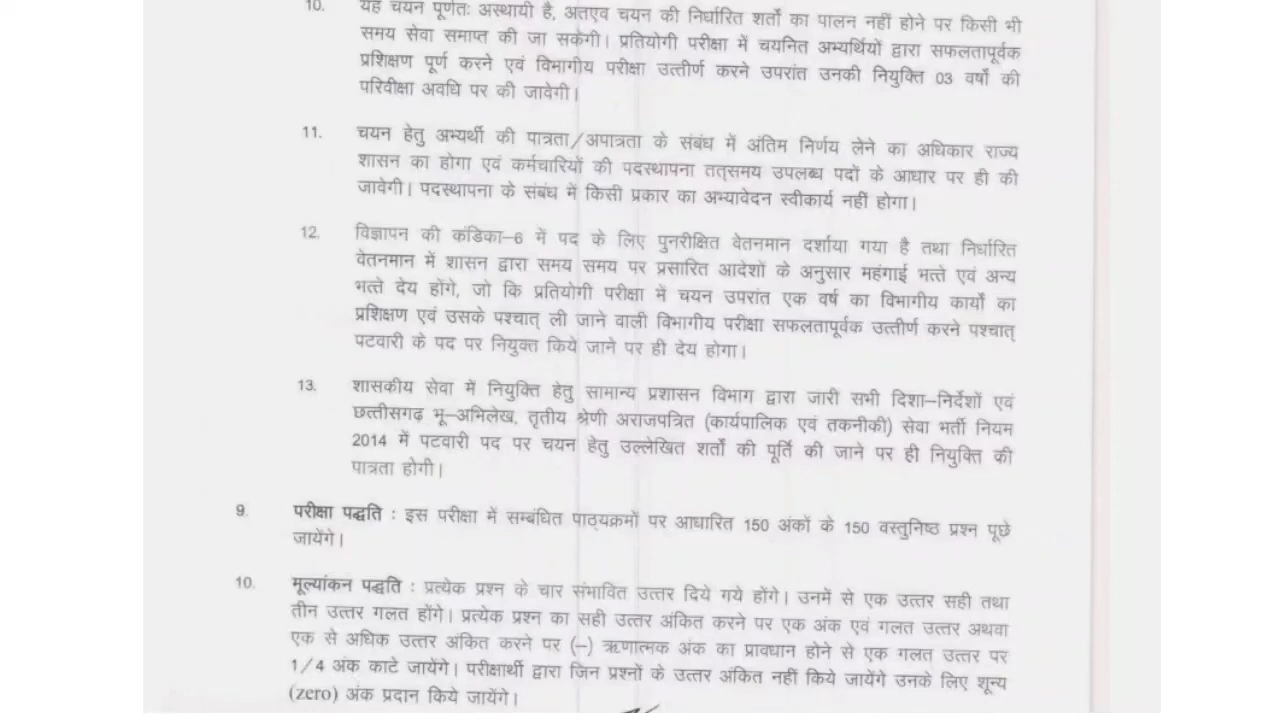 10. यह चयन पूर्णतः अस्थायी है, अतएव चयन की निर्धारित शर्तो का पालन नहीं होने पर किसी भी
समय सेवा समाप्त की जा सकेगी। प्रतियोगी परीक्षा में चयनित अभ्यर्थियों द्वारा सफलतापूर्वक
प्रशिक्षण पूर्ण करने एवं विभागीय परीक्षा उत्तीर्ण करने उपरांत उनकी नियुक्ति 03 वर्षों की
परिवीक्षा अवधि पर की जावेगी।
11. चयन हेतु अभ्यर्थी की पात्रता/अपात्रता के संबंध में अंतिम निर्णय लेने का अधिकार राज्य
शासन का होगा एवं कर्मचारियों की पदस्थापना तत्समय उपलब्ध पदों के आधार पर ही की
जावेगी। पदस्थापना के संबंध में किसी प्रकार का अभ्यावेदन स्वीकार्य नहीं होगा।
12. विज्ञापन की कंडिका–6 में पद के लिए पुनरीक्षित वेतनमान दर्शाया गया है तथा निर्धारित
वेतनमान में शासन द्वारा समय समय पर प्रसारित आदेशों के अनुसार महंगाई भत्ते एवं अन्य
भत्ते देय होंगे, जो कि प्रतियोगी परीक्षा में चयन उपरांत एक वर्ष का विभागीय कार्यो का
प्रशिक्षण एवं उसके पश्चात् ली जाने वाली विभागीय परीक्षा सफलतापूर्वक उत्तीर्ण करने पश्चात्
पटवारी के पद पर नियुक्त किये जाने पर ही देय होगा।
13. शासकीय सेवा में नियुक्ति हेतु सामान्य प्रशासन विभाग द्वारा जारी सभी दिशा–निर्देशों एवं
छत्तीसगढ़ भू–अभिलेख, तृतीय श्रेणी अराजपत्रित (कार्यपालिक एवं तकनीकी) सेवा भर्ती नियम
2014 में पटवारी पद पर चयन हेतु उल्लेखित शर्तों की पूर्ति की जाने पर ही नियुक्ति की
पात्रता होगी।
9. परीक्षा पद्धति : इस परीक्षा में सम्बंधित पाठ्यक्रमों पर आधारित 150 अंकों के 150 वस्तुनिष्ठ प्रश्न पूछे
जायेंगे।
10. मूल्यांकन पद्धति : प्रत्येक प्रश्न के चार संभावित उत्तर दिये गये होंगे। उनमें से एक उत्तर सही तथा
तीन उत्तर गलत होंगे। प्रत्येक प्रश्न का सही उत्तर अंकित करने पर एक अंक एवं गलत उत्तर अथवा
एक से अधिक उत्तर अंकित करने पर (–) ऋणात्मक अंक का प्रावधान होने से एक गलत उत्तर पर
1/4 अंक काटे जायेंगे। परीक्षार्थी द्वारा जिन प्रश्नों के उत्तर अंकित नहीं किये जायेंगे उनके लिए शून्य
(zero) अंक प्रदान किये जायेंगे।